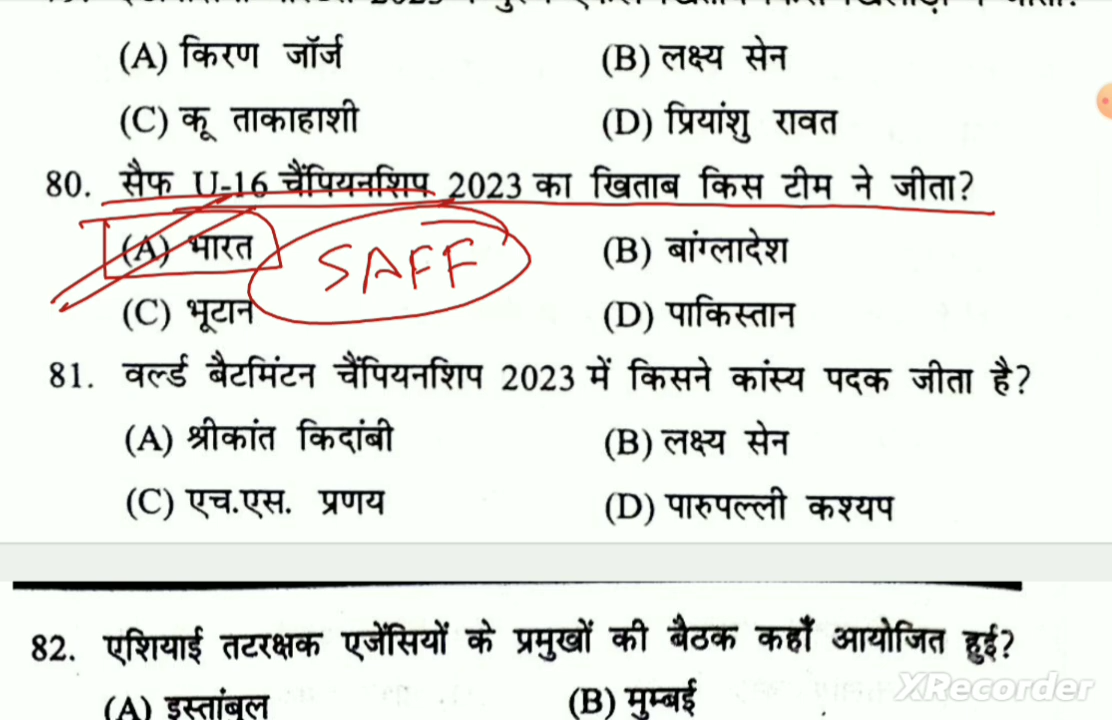 (A) किरण जॉर्ज (B) लक्ष्य सेन
(C) कू ताकाहाशी (D) प्रियांशु रावत
80. सैफ U-16 चैंपियनशिप 2023 का खिताब किस टीम ने जीता?
(A) भारत SAFF (B) बांग्लादेश
(C) भूटान (D) पाकिस्तान
81. वर्ल्ड बैटमिंटन चैंपियनशिप 2023 में किसने कांस्य पदक जीता है?
(A) श्रीकांत किदांबी (B) लक्ष्य सेन
(C) एच.एस. प्रणय (D) पारुपल्ली कश्यप
82. एशियाई तटरक्षक एजेंसियों के प्रमुखों की बैठक कहाँ आयोजित हुई?
(A) इस्तांबुल (B) मुम्बई
XRecorder